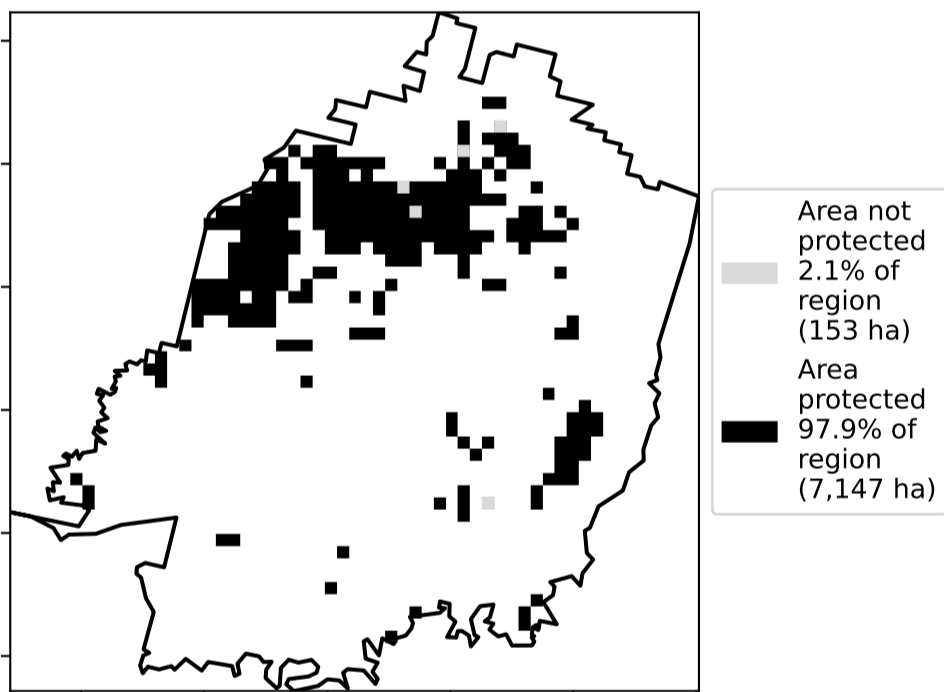 Area not
protected
2.1% of
region
(153 ha)
Area
protected
97.9% of
region
(7,147 ha)